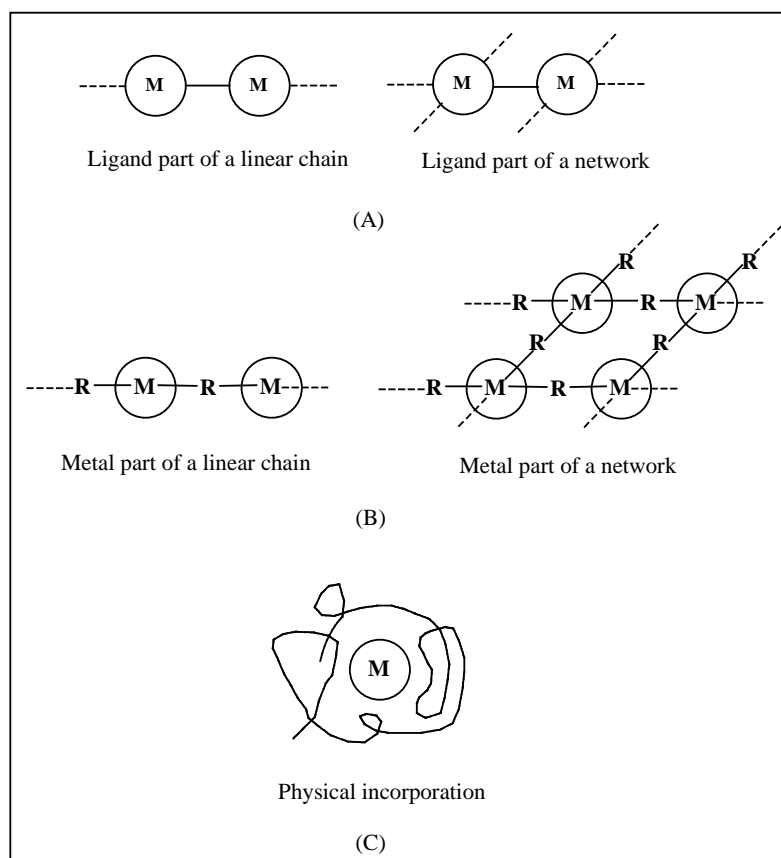 M M M M
Ligand part of a linear chain Ligand part of a network
(A)
R R
R M R M
R R
R M R M R M R M
Metal part of a linear chain Metal part of a network
(B)
M
Physical incorporation
(C)